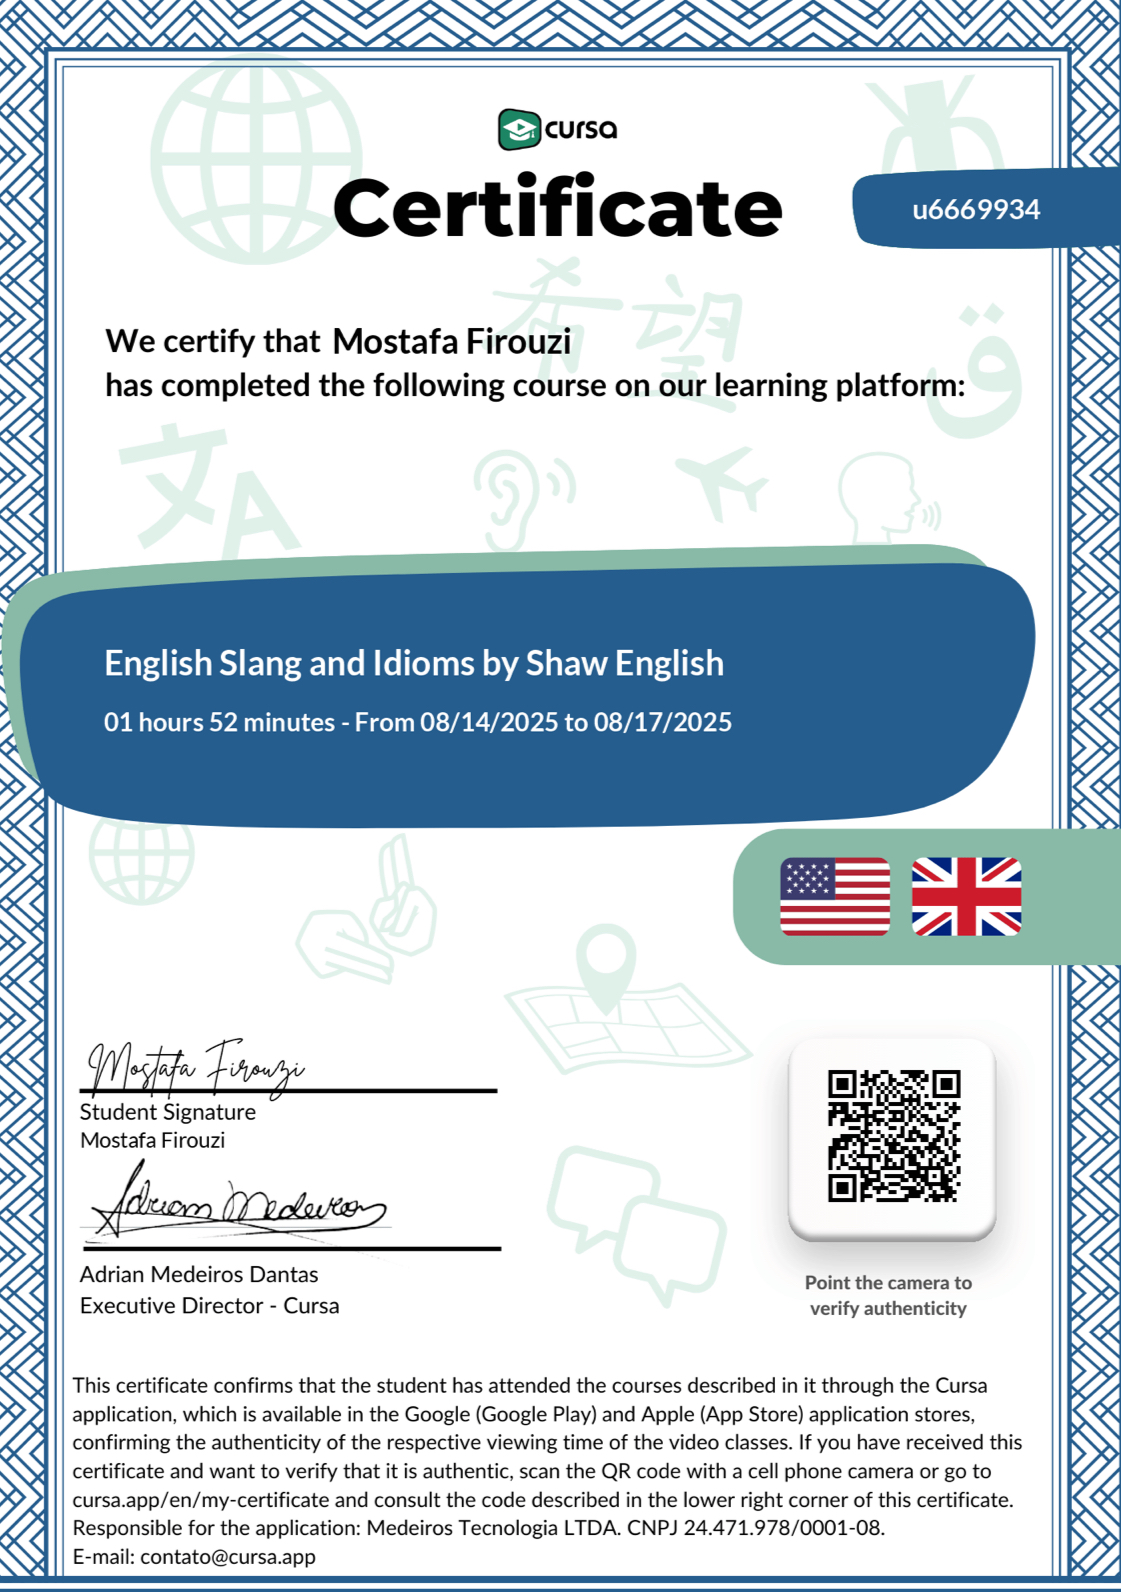 cursa
Certificate
u6669934
We certify that Mostafa Firouzi
has completed the following course on our learning platform:
希望
ق
文A
English Slang and Idioms by Shaw English
01 hours 52 minutes - From 08/14/2025 to 08/17/2025
Mostafa Firouzi
Student Signature
Mostafa Firouzi
Adrian Medeiros
Adrian Medeiros Dantas
Executive Director - Cursa
Point the camera to
verify authenticity
This certificate confirms that the student has attended the courses described in it through the Cursa
application, which is available in the Google (Google Play) and Apple (App Store) application stores,
confirming the authenticity of the respective viewing time of the video classes. If you have received this
certificate and want to verify that it is authentic, scan the QR code with a cell phone camera or go to
cursa.app/en/my-certificate and consult the code described in the lower right corner of this certificate.
Responsible for the application: Medeiros Tecnologia LTDA. CNPJ 24.471.978/0001-08.
E-mail: contato@cursa.app